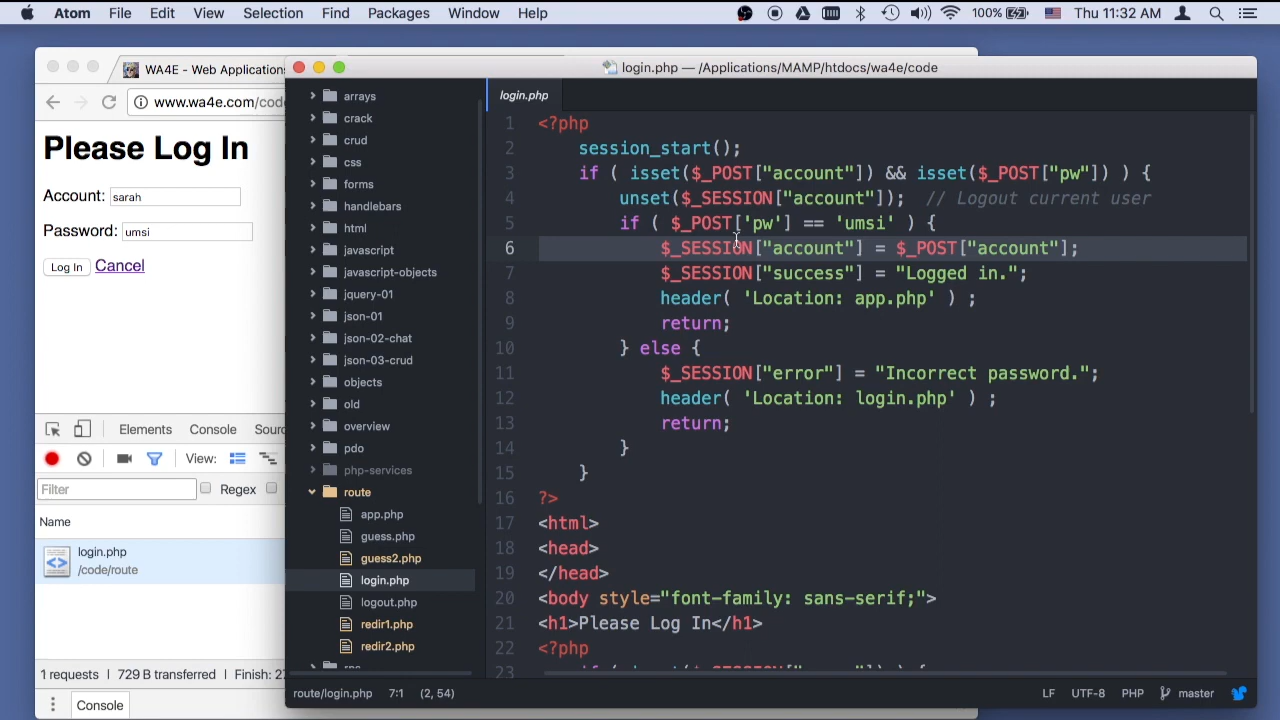 Atom File Edit View Selection Find Packages Window Help 100% Thu 11:32 AM
WA4E - Web Applications
www.wa4e.com/cod
Please Log In
Account: sarah
Password: umsi
Log In Cancel
Elements Console Sour
View:
Filter Regex
Name
login.php
/code/route
1 requests | 729 B transferred | Finish: 27
Console
login.php — /Applications/MAMP/htdocs/wa4e/code
arrays
crack
crud
css
forms
handlebars
html
javascript
javascript-objects
jquery-01
json-01
json-02-chat
json-03-crud
objects
old
overview
pdo
php-services
route
app.php
guess.php
guess2.php
login.php
logout.php
redir1.php
redir2.php
login.php
1 <?php
2 session_start();
3 if ( isset($_POST["account"]) && isset($_POST["pw"]) ) {
4 unset($_SESSION["account"]); // Logout current user
5 if ( $_POST['pw'] == 'umsi' ) {
6 $_SESSION["account"] = $_POST["account"];
7 $_SESSION["success"] = "Logged in.";
8 header( 'Location: app.php' ) ;
9 return;
10 } else {
11 $_SESSION["error"] = "Incorrect password.";
12 header( 'Location: login.php' ) ;
13 return;
14 }
15 }
16 ?>
17 <html>
18 <head>
19 </head>
20 <body style="font-family: sans-serif;">
21 <h1>Please Log In</h1>
22 <?php
23
route/login.php 7:1 (2, 54) LF UTF-8 PHP master